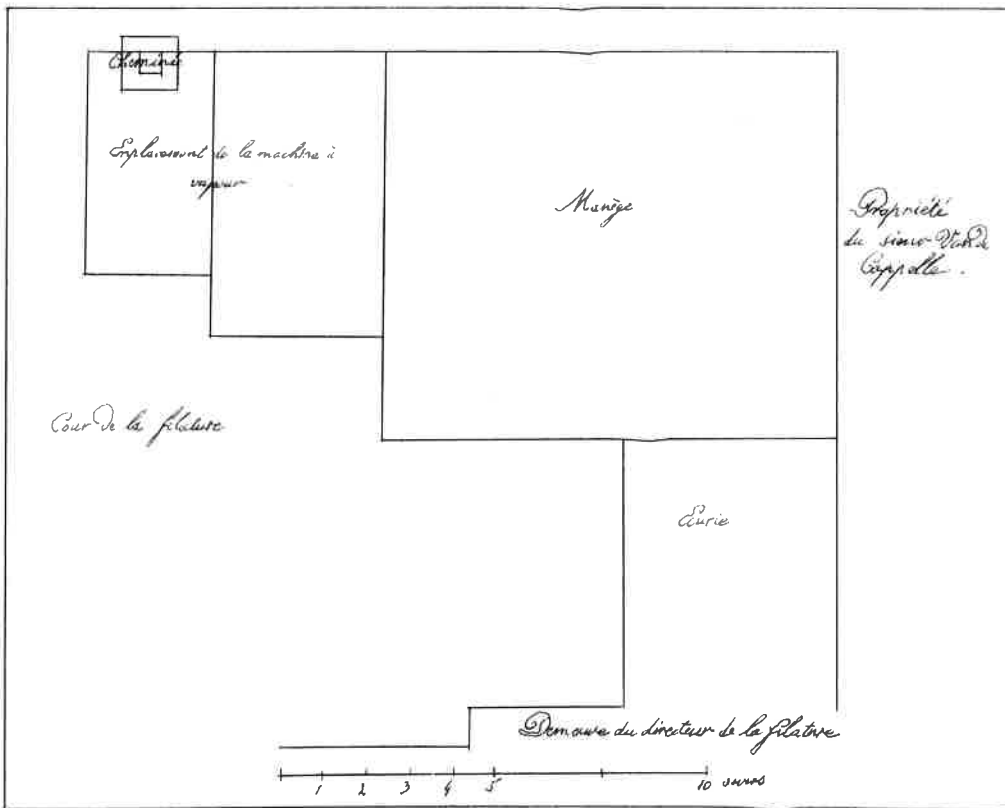 Cheminée
Emplacement de la machine à
vapeur
Manège
Propriété
du sieur Van de
Cappelle.
Cour de la filature
Écurie
Demeure du directeur de la filature
1 2 3 4 5 10